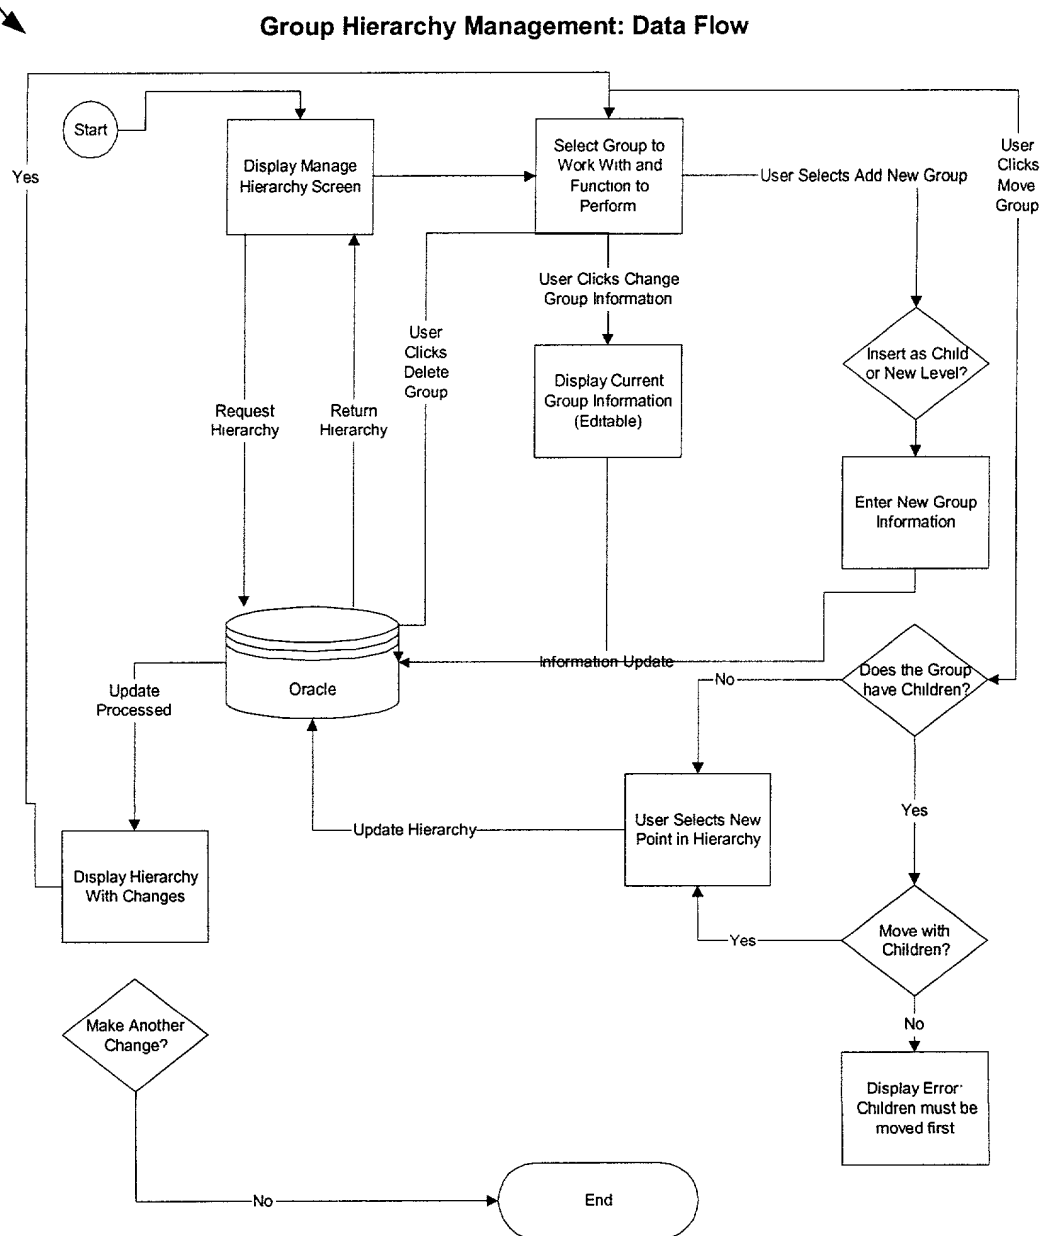 Group Hierarchy Management: Data Flow
Start
Display Manage
Hierarchy Screen
Select Group to
Work With and
Function to
Perform
User Selects Add New Group
User
Clicks
Move
Group
Yes
User Clicks Change
Group Information
User
Clicks
Delete
Group
Insert as Child
or New Level?
Display Current
Group Information
(Editable)
Request
Hierarchy
Return
Hierarchy
Enter New Group
Information
Information Update
Oracle
Does the Group
have Children?
No
Update
Processed
Yes
User Selects New
Point in Hierarchy
Update Hierarchy
Display Hierarchy
With Changes
Move with
Children?
Yes
No
Make Another
Change?
Display Error:
Children must be
moved first
No
End